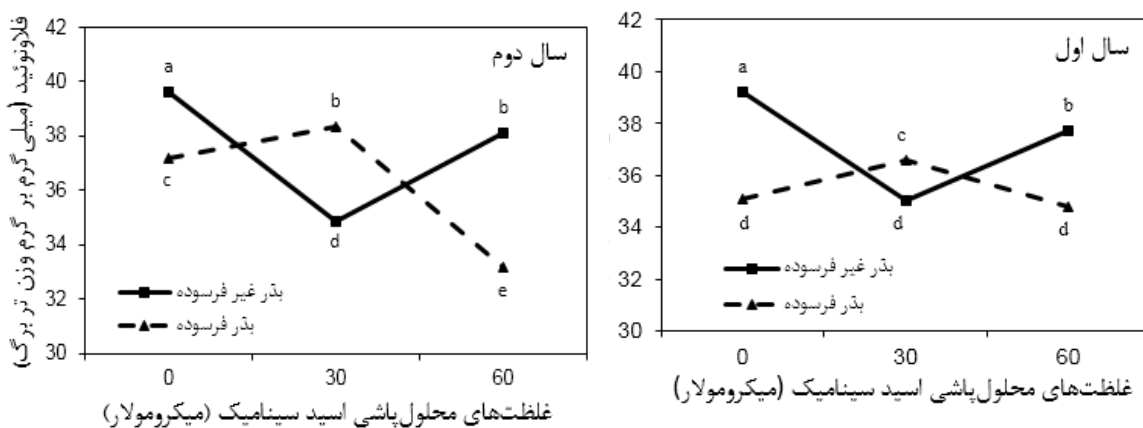 فلاونوئید (میلی گرم بر گرم وزن تر برگ)
42
40
38
36
34
32
30
سال دوم
a
b
b
c
d
e
بذر غیر فرسوده
بذر فرسوده
0 30 60
غلظت‌های محلول‌پاشی اسید سینامیک (میکرومولار)
42
40
38
36
34
32
30
سال اول
a
b
c
d
d
d
بذر غیر فرسوده
بذر فرسوده
0 30 60
غلظت‌های محلول‌پاشی اسید سینامیک (میکرومولار)